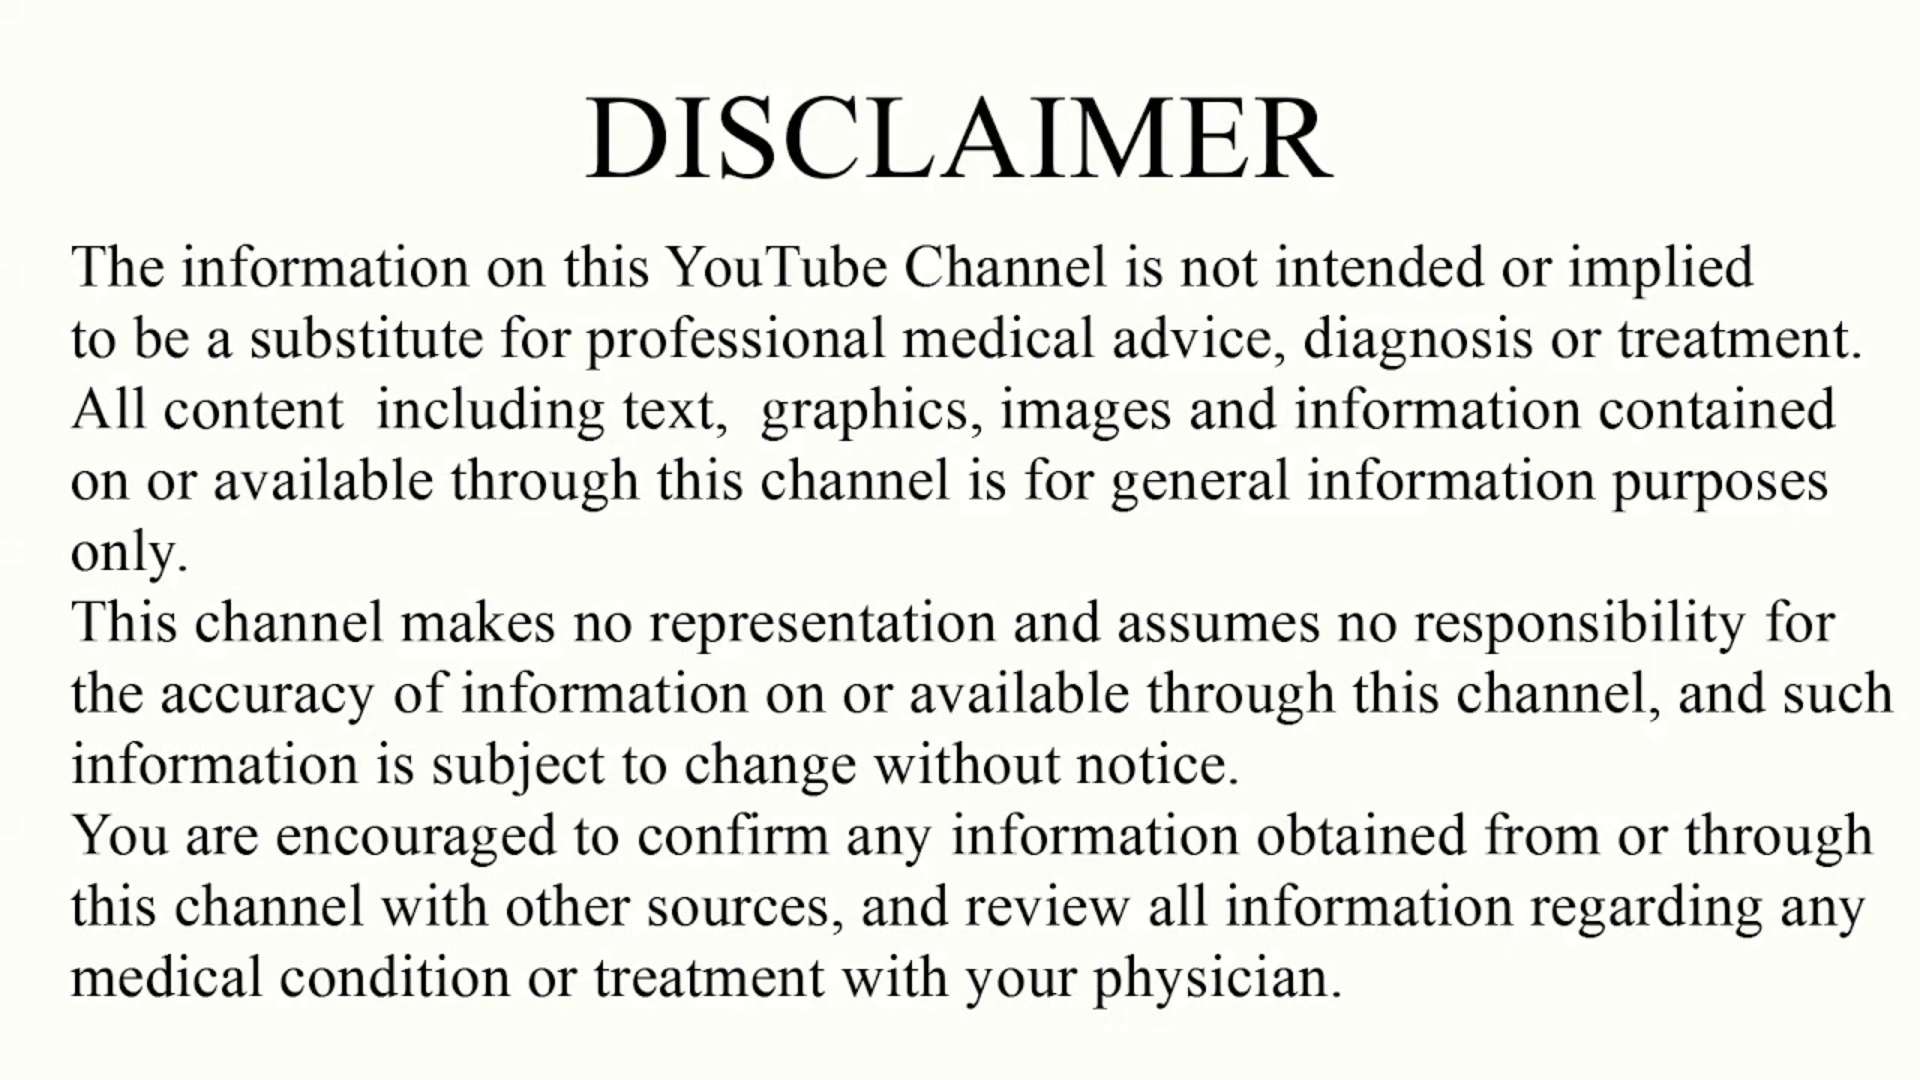 DISCLAIMER
The information on this YouTube Channel is not intended or implied
to be a substitute for professional medical advice, diagnosis or treatment.
All content  including text,  graphics, images and information contained
on or available through this channel is for general information purposes
only.
This channel makes no representation and assumes no responsibility for
the accuracy of information on or available through this channel, and such
information is subject to change without notice.
You are encouraged to confirm any information obtained from or through
this channel with other sources, and review all information regarding any
medical condition or treatment with your physician.